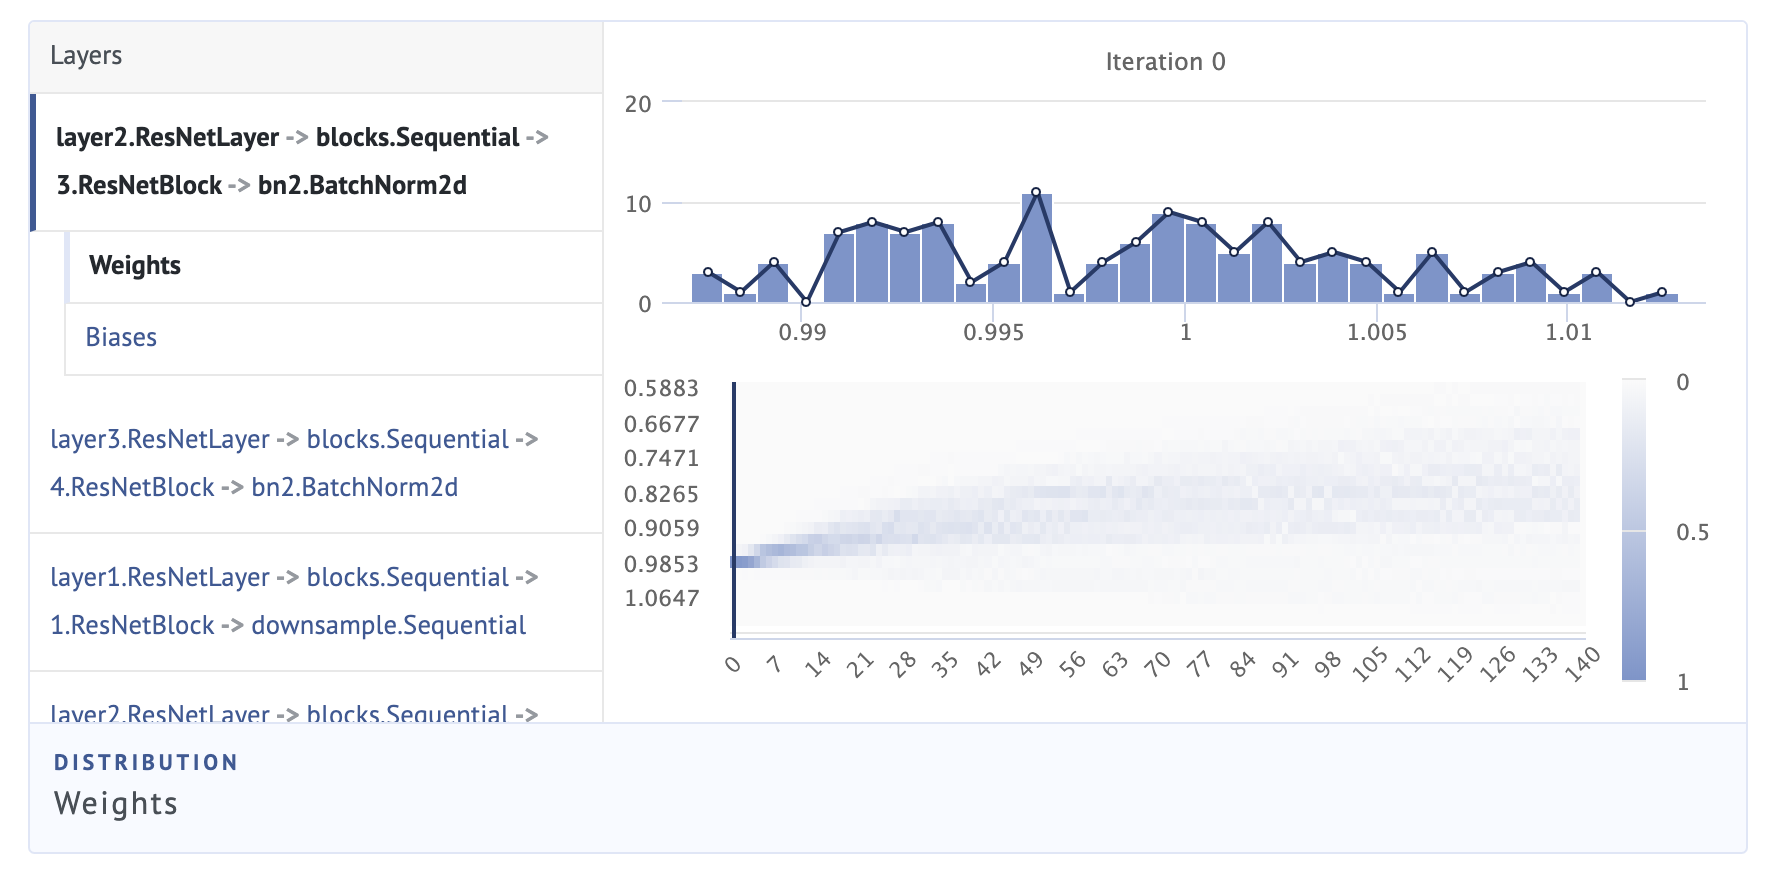 Layers
layer2.ResNetLayer -> blocks.Sequential ->
3.ResNetBlock -> bn2.BatchNorm2d
Weights
Biases
layer3.ResNetLayer -> blocks.Sequential ->
4.ResNetBlock -> bn2.BatchNorm2d
layer1.ResNetLayer -> blocks.Sequential ->
1.ResNetBlock -> downsample.Sequential
layer2.ResNetLayer -> blocks.Sequential ->
Iteration 0
20
10
0
0.99 0.995 1 1.005 1.01
0.5883
0.6677
0.7471
0.8265
0.9059
0.9853
1.0647
0 7 14 21 28 35 42 49 56 63 70 77 84 91 98 105 112 119 126 133 140
0
0.5
1
DISTRIBUTION
Weights